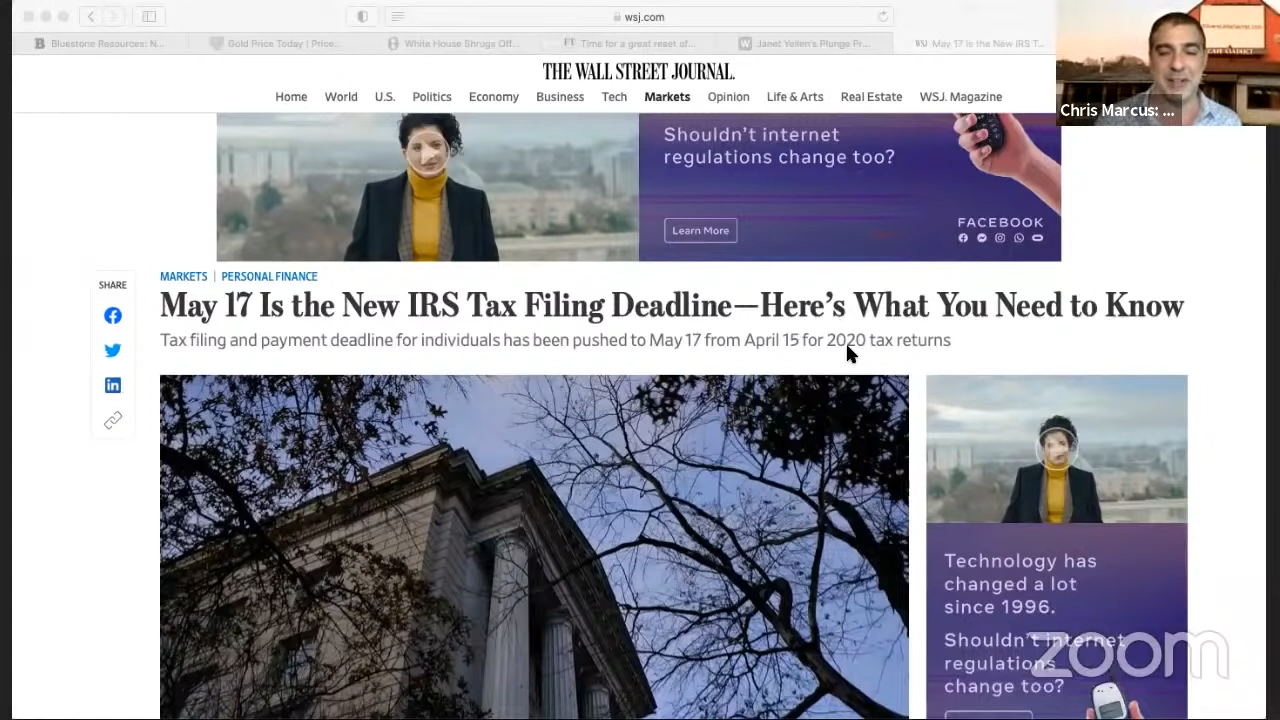 wsj.com
Bluestone Resources: N...
Gold Price Today | Price...
White House Shrugs Off...
FT Time for a great reset of...
Janet Yellen's Plunge Pr...
WSJ May 17 Is the New IRS T...
THE WALL STREET JOURNAL.
Home World U.S. Politics Economy Business Tech Markets Opinion Life & Arts Real Estate WSJ. Magazine
Chris Marcus: ...
Shouldn't internet
regulations change too?
Learn More
FACEBOOK
MARKETS | PERSONAL FINANCE
SHARE
May 17 Is the New IRS Tax Filing Deadline—Here's What You Need to Know
Tax filing and payment deadline for individuals has been pushed to May 17 from April 15 for 2020 tax returns
Technology has
changed a lot
since 1996.
Shouldn't internet
regulations
change too?
zoom